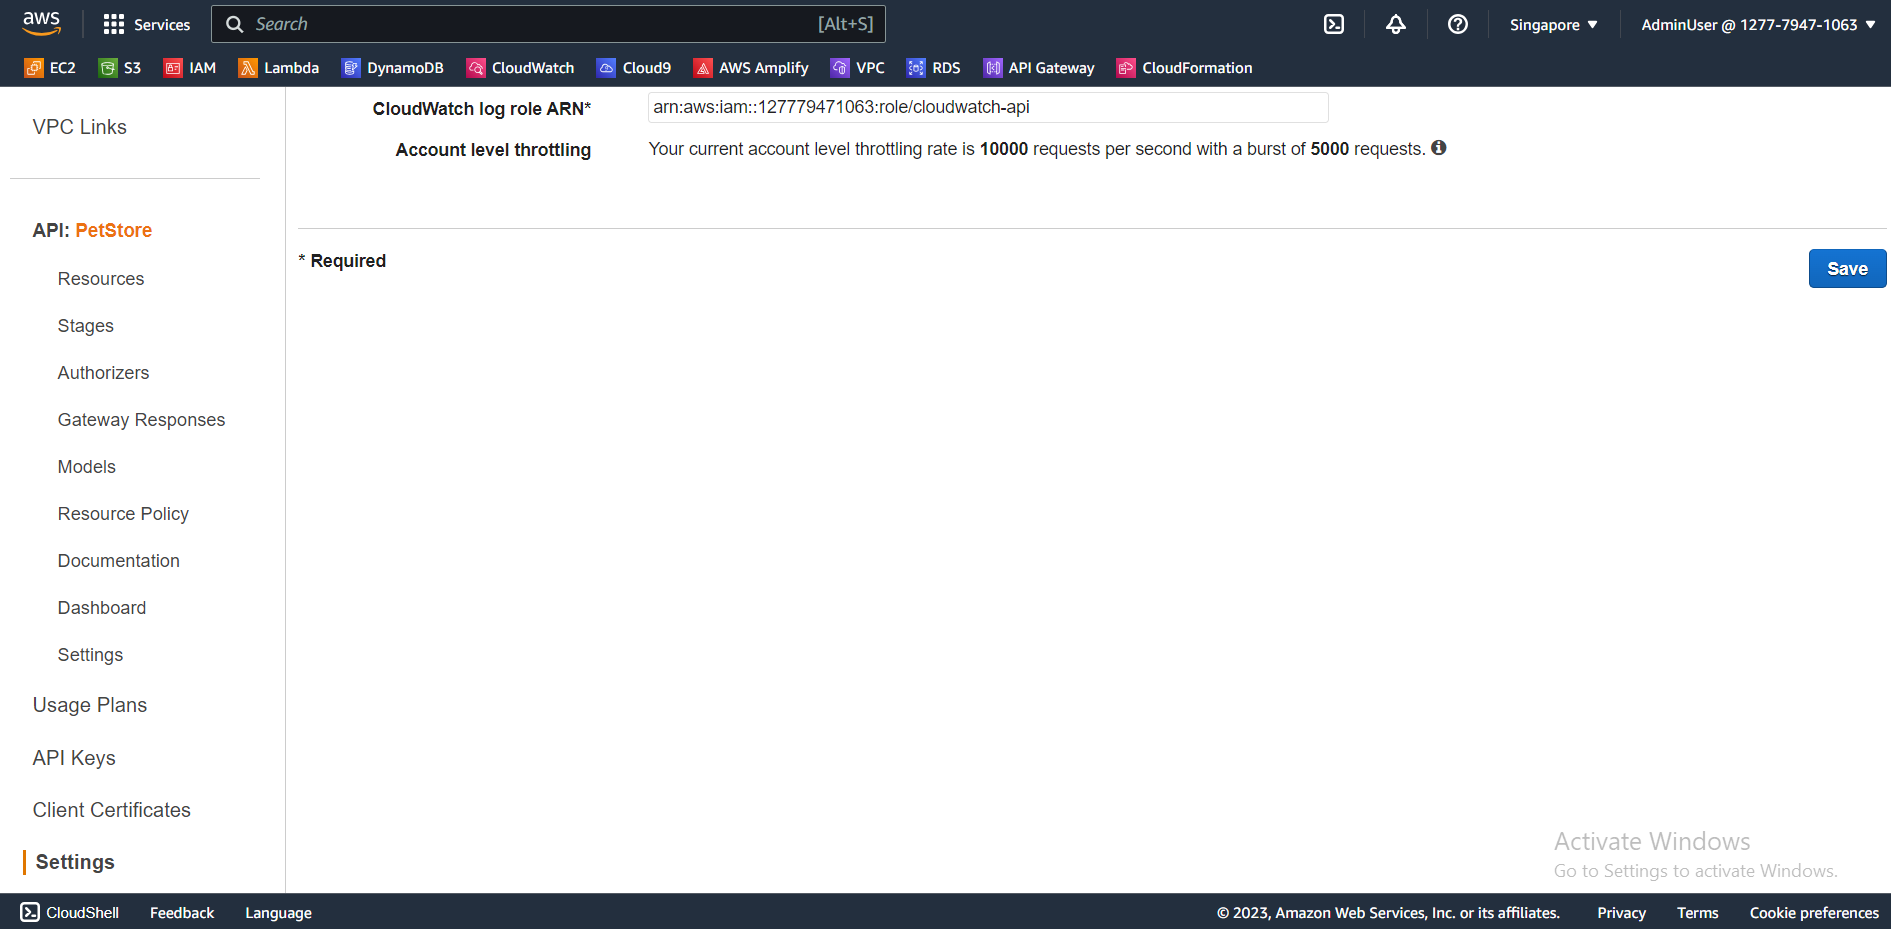 aws Services Search [Alt+S] Singapore ▼ AdminUser @ 1277-7947-1063 ▼
EC2 S3 IAM Lambda DynamoDB CloudWatch Cloud9 AWS Amplify VPC RDS API Gateway CloudFormation
VPC Links
API: PetStore
Resources
Stages
Authorizers
Gateway Responses
Models
Resource Policy
Documentation
Dashboard
Settings
Usage Plans
API Keys
Client Certificates
Settings
CloudWatch log role ARN* arn:aws:iam::127779471063:role/cloudwatch-api
Account level throttling Your current account level throttling rate is 10000 requests per second with a burst of 5000 requests.
* Required
Save
Activate Windows
Go to Settings to activate Windows.
CloudShell Feedback Language © 2023, Amazon Web Services, Inc. or its affiliates. Privacy Terms Cookie preferences